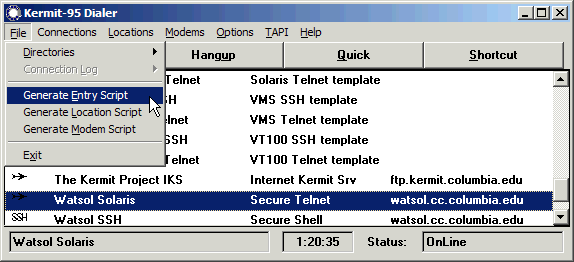 Kermit-95 Dialer
File Connections Locations Modems Options TAPI Help
Directories
Connection Log
Generate Entry Script
Generate Location Script
Generate Modem Script
Exit
Hangup Quick Shortcut
Telnet Solaris Telnet template
SH VMS SSH template
Telnet VMS Telnet template
SH VT100 SSH template
Telnet VT100 Telnet template
The Kermit Project IKS Internet Kermit Srv ftp.kermit.columbia.edu
Watsol Solaris Secure Telnet watsol.cc.columbia.edu
SSH Watsol SSH Secure Shell watsol.cc.columbia.edu
Watsol Solaris 1:20:35 Status: OnLine